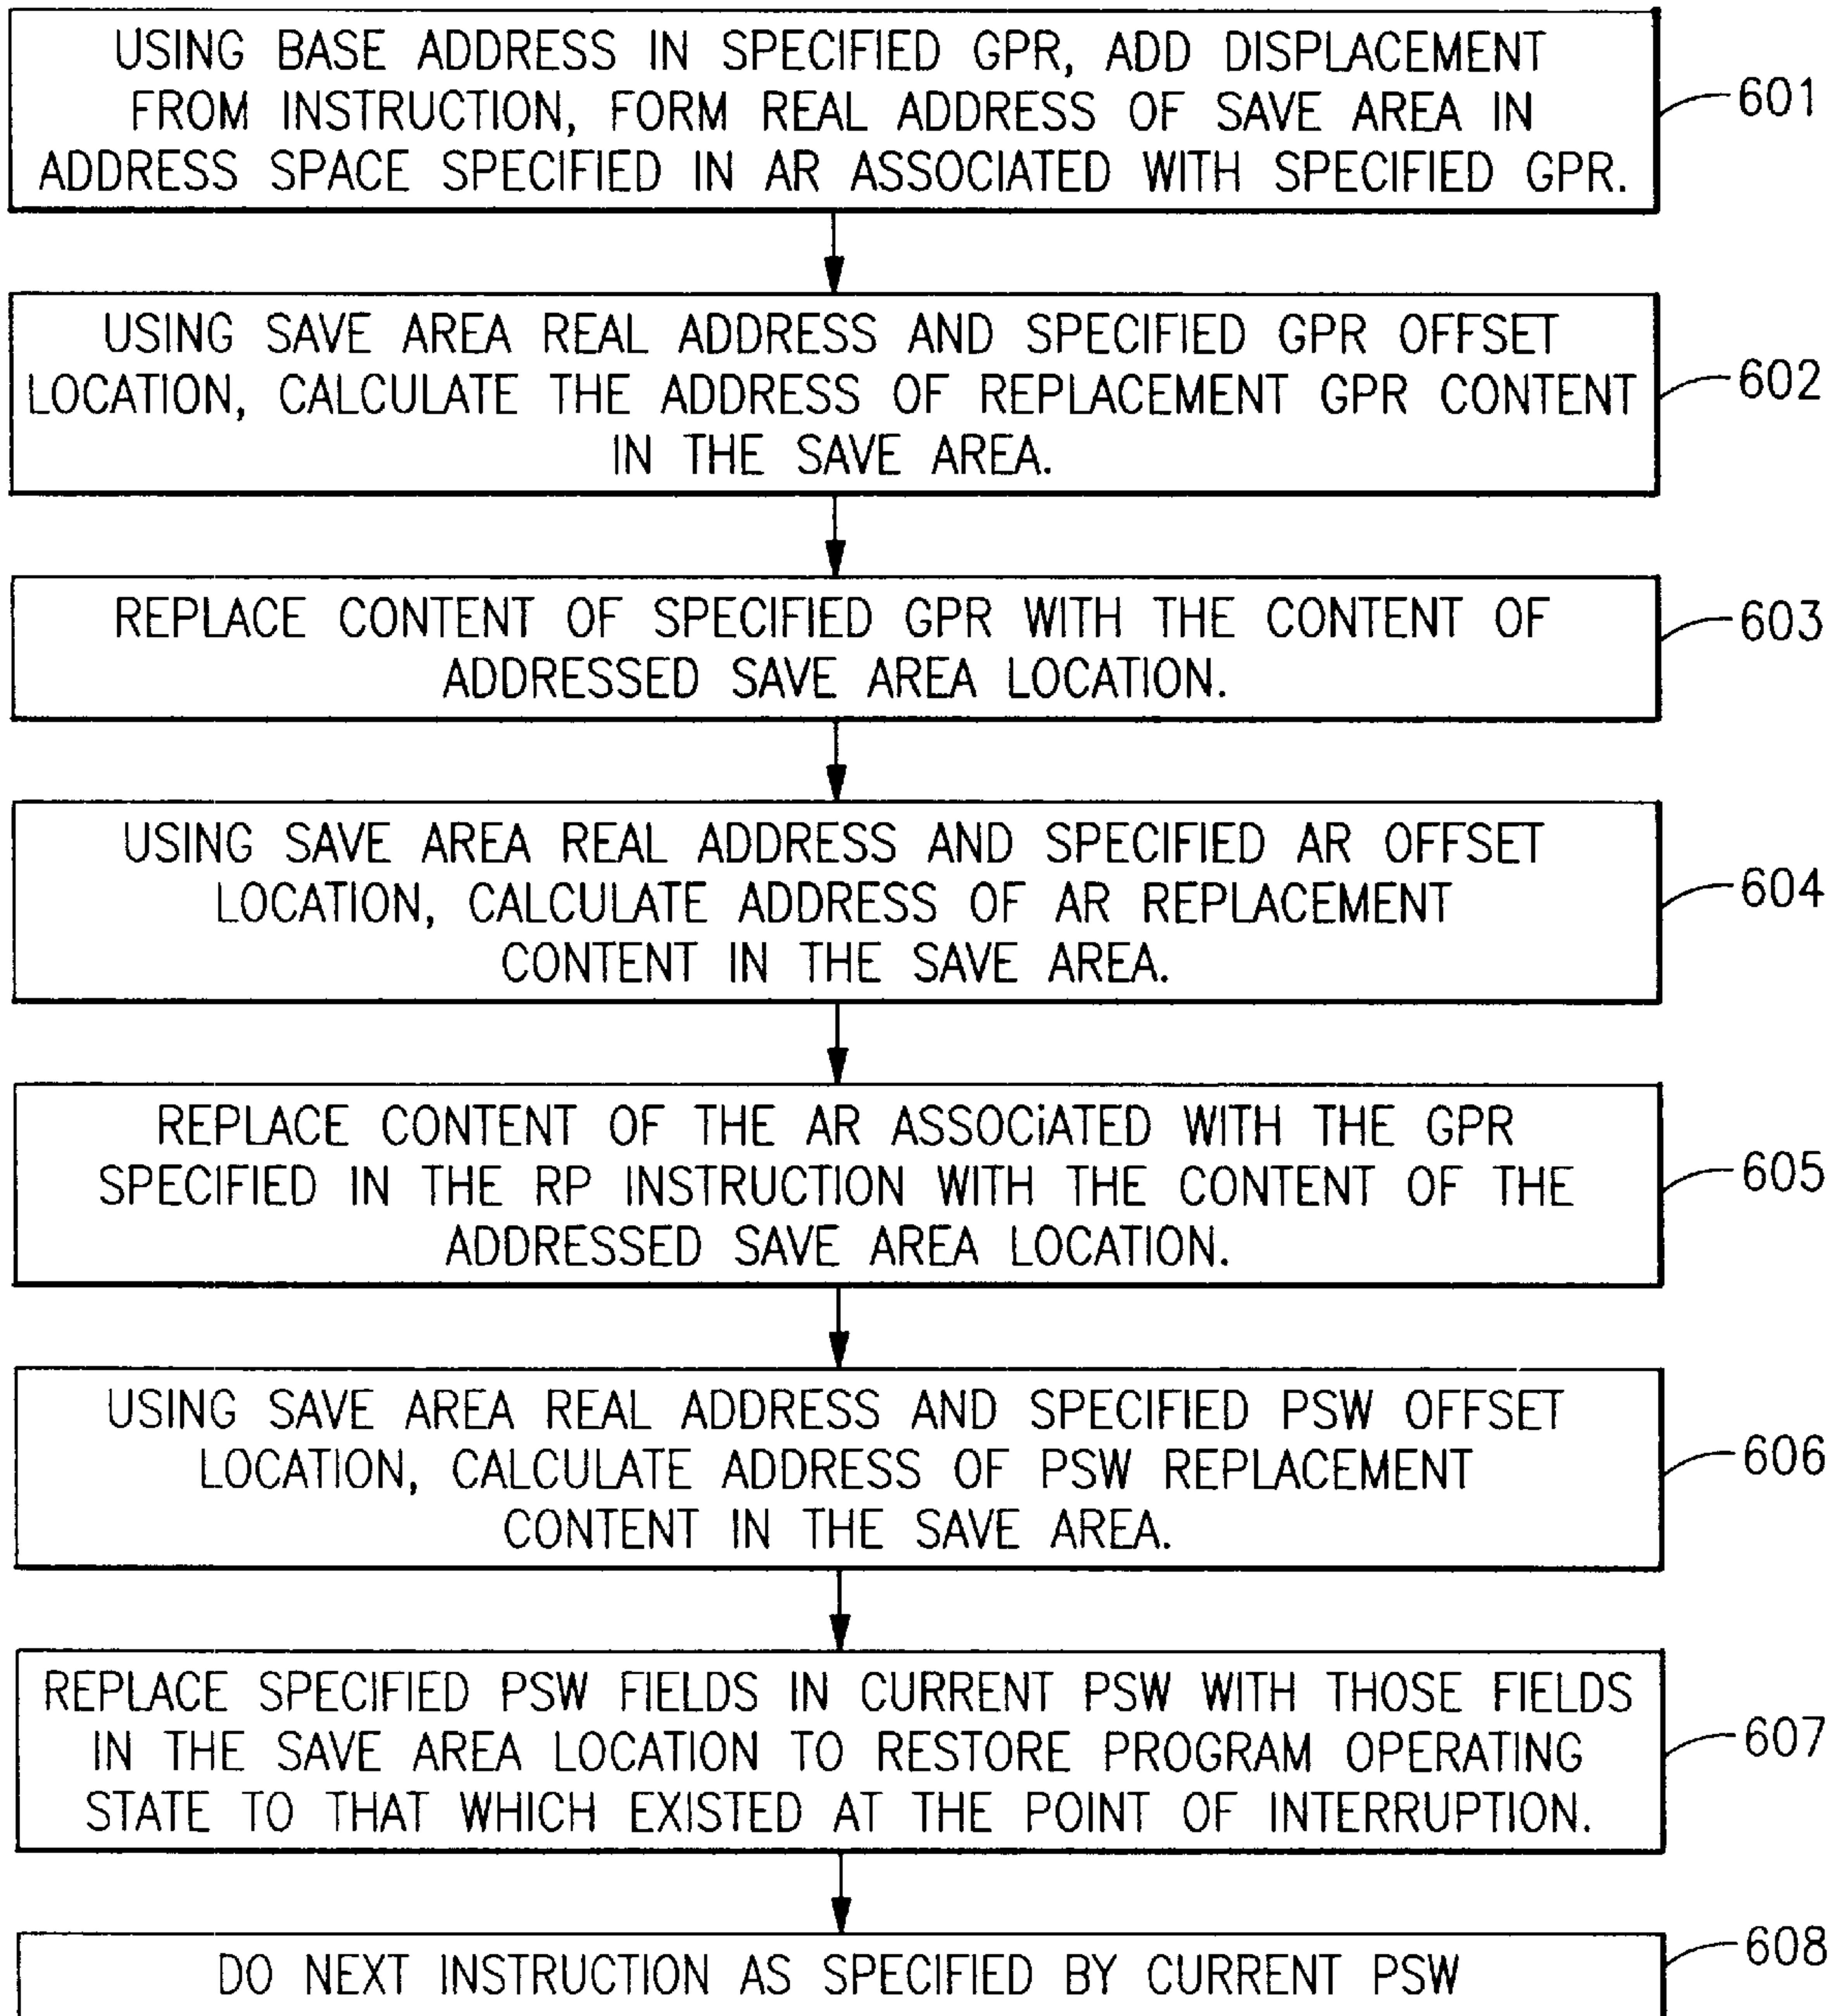 USING BASE ADDRESS IN SPECIFIED GPR, ADD DISPLACEMENT
FROM INSTRUCTION, FORM REAL ADDRESS OF SAVE AREA IN
ADDRESS SPACE SPECIFIED IN AR ASSOCIATED WITH SPECIFIED GPR.
601
USING SAVE AREA REAL ADDRESS AND SPECIFIED GPR OFFSET
LOCATION, CALCULATE THE ADDRESS OF REPLACEMENT GPR CONTENT
IN THE SAVE AREA.
602
REPLACE CONTENT OF SPECIFIED GPR WITH THE CONTENT OF
ADDRESSED SAVE AREA LOCATION.
603
USING SAVE AREA REAL ADDRESS AND SPECIFIED AR OFFSET
LOCATION, CALCULATE ADDRESS OF AR REPLACEMENT
CONTENT IN THE SAVE AREA.
604
REPLACE CONTENT OF THE AR ASSOCiATED WITH THE GPR
SPECIFIED IN THE RP INSTRUCTION WITH THE CONTENT OF THE
ADDRESSED SAVE AREA LOCATION.
605
USING SAVE AREA REAL ADDRESS AND SPECIFIED PSW OFFSET
LOCATION, CALCULATE ADDRESS OF PSW REPLACEMENT
CONTENT IN THE SAVE AREA.
606
REPLACE SPECIFIED PSW FIELDS IN CURRENT PSW WITH THOSE FIELDS
IN THE SAVE AREA LOCATION TO RESTORE PROGRAM OPERATING
STATE TO THAT WHICH EXISTED AT THE POINT OF INTERRUPTION.
607
DO NEXT INSTRUCTION AS SPECIFIED BY CURRENT PSW
608